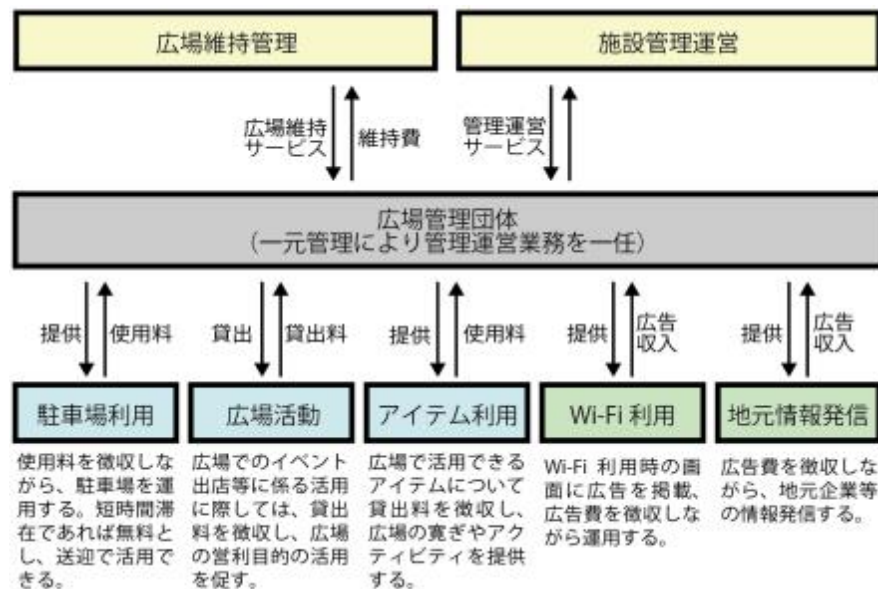 広場維持管理
施設管理運営
広場維持
サービス
維持費
管理運営
サービス
広場管理団体
（一元管理により管理運営業務を一任）
提供
使用料
貸出
貸出料
提供
使用料
提供
広告
収入
提供
広告
収入
駐車場利用
広場活動
アイテム利用
Wi-Fi 利用
地元情報発信
使用料を徴収しな
がら、駐車場を運
用する。短時間滞
在であれば無料と
し、送迎で活用で
きる。
広場でのイベント
出店等に係る活用
に際しては、貸出
料を徴収し、広場
の営利目的の活用
を促す。
広場で活用できる
アイテムについて
貸出料を徴収し、
広場の寛ぎやアク
ティビティを提供
する。
Wi-Fi 利用時の画
面に広告を掲載、
広告費を徴収しな
がら運用する。
広告費を徴収しな
がら、地元企業等
の情報発信する。